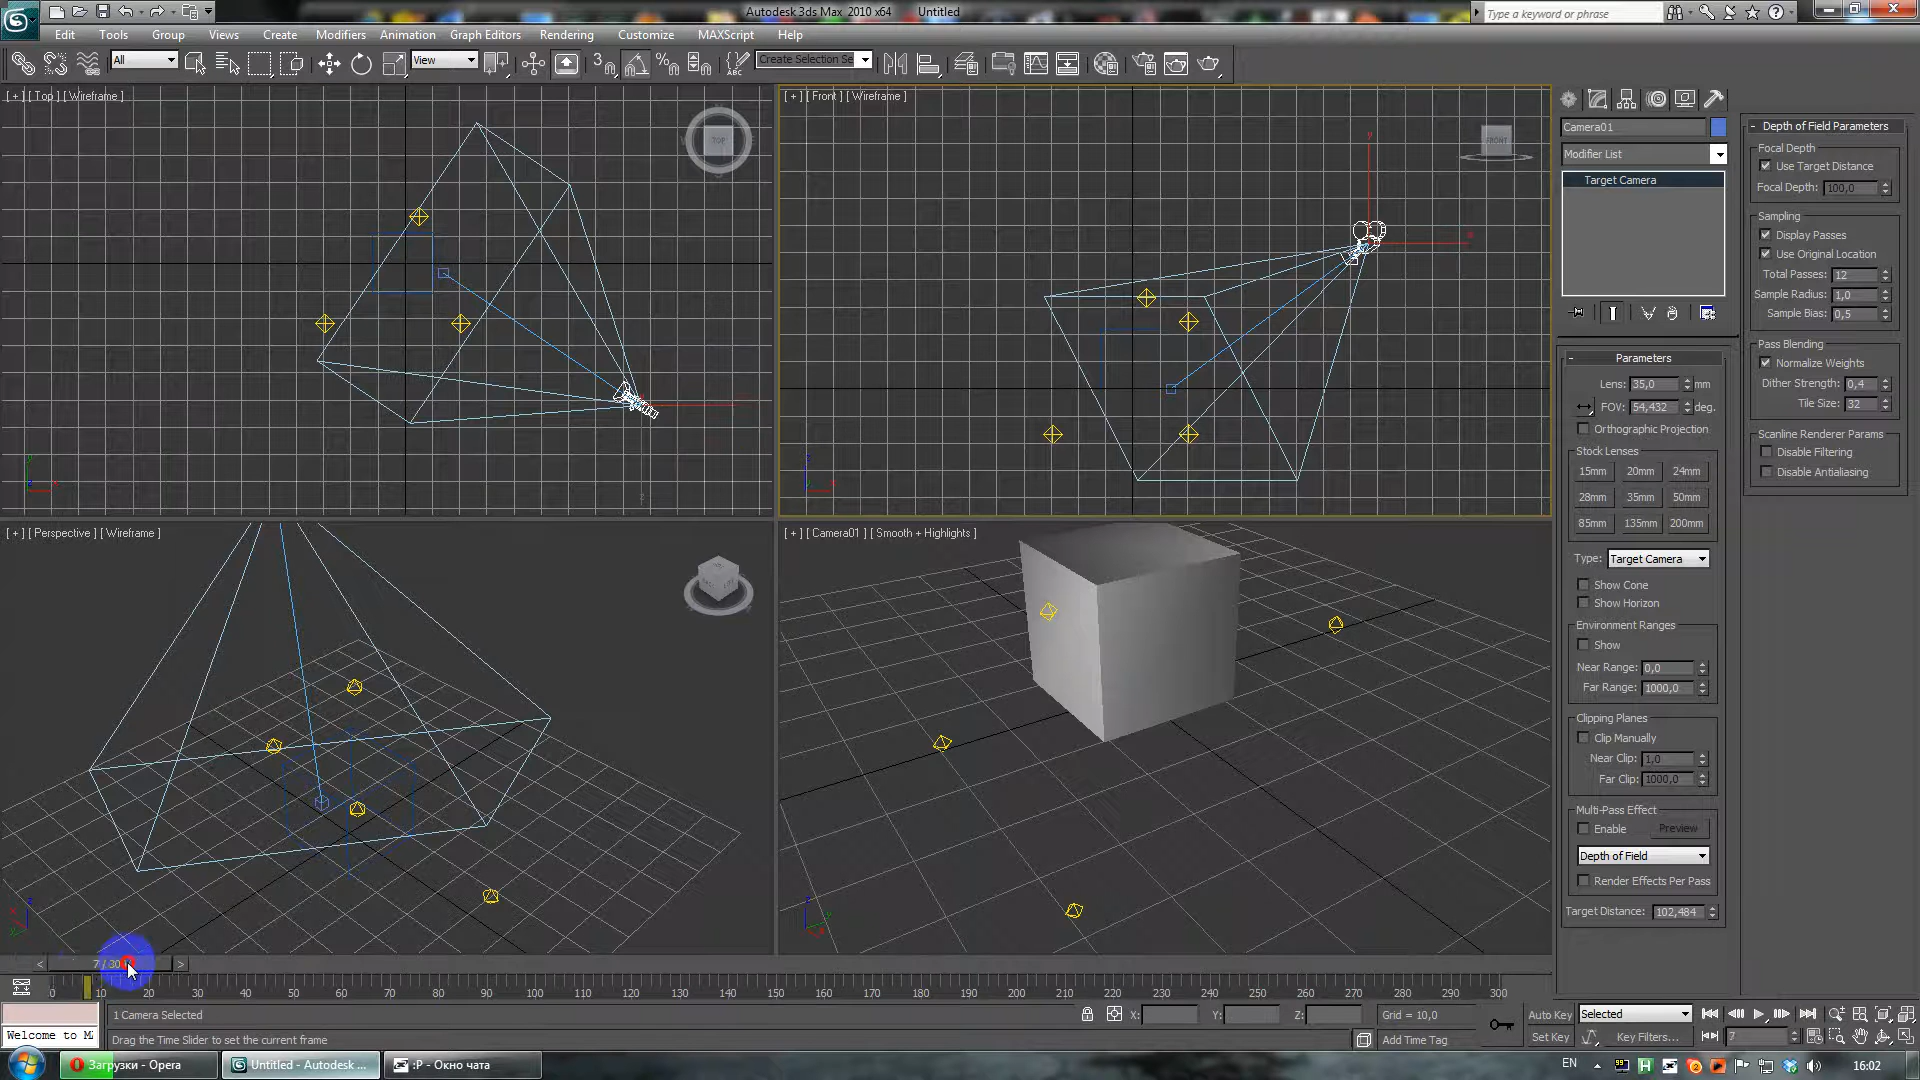 Autodesk 3ds Max 2010 x64 Untitled
Type a keyword or phrase
Edit Tools Group Views Create Modifiers Animation Graph Editors Rendering Customize MAXScript Help
All
View
Create Selection Se
[ + ] [ Top ] [ Wireframe ]
TOP
[ + ] [ Front ] [ Wireframe ]
FRONT
[ + ] [ Perspective ] [ Wireframe ]
[ + ] [ Camera01 ] [ Smooth + Highlights ]
Camera01
Modifier List
Target Camera
Parameters
Lens: 35,0 mm
FOV: 54,432 deg.
Orthographic Projection
Stock Lenses
15mm 20mm 24mm
28mm 35mm 50mm
85mm 135mm 200mm
Type: Target Camera
Show Cone
Show Horizon
Environment Ranges
Show
Near Range: 0,0
Far Range: 1000,0
Clipping Planes
Clip Manually
Near Clip: 1,0
Far Clip: 1000,0
Multi-Pass Effect
Enable Preview
Depth of Field
Render Effects Per Pass
Target Distance: 102,484
Depth of Field Parameters
Focal Depth
Use Target Distance
Focal Depth: 100,0
Sampling
Display Passes
Use Original Location
Total Passes: 12
Sample Radius: 1,0
Sample Bias: 0,5
Pass Blending
Normalize Weights
Dither Strength: 0,4
Tile Size: 32
Scanline Renderer Params
Disable Filtering
Disable Antialiasing
< 7 / 30 >
0 10 20 30 40 50 60 70 80 90 100 110 120 130 140 150 160 170 180 190 200 210 220 230 240 250 260 270 280 290 300
1 Camera Selected
X: Y: Z: Grid = 10,0
Auto Key Selected
Welcome to M
Drag the Time Slider to set the current frame
Add Time Tag
Set Key Key Filters... 7
Загрузки - Opera
Untitled - Autodesk ...
:P - Окно чата
EN
16:02